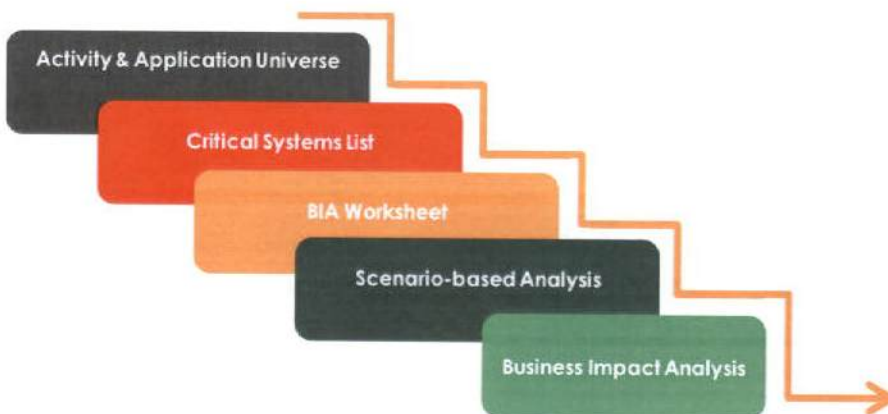 Activity & Application Universe
Critical Systems List
BIA Worksheet
Scenario-based Analysis
Business Impact Analysis